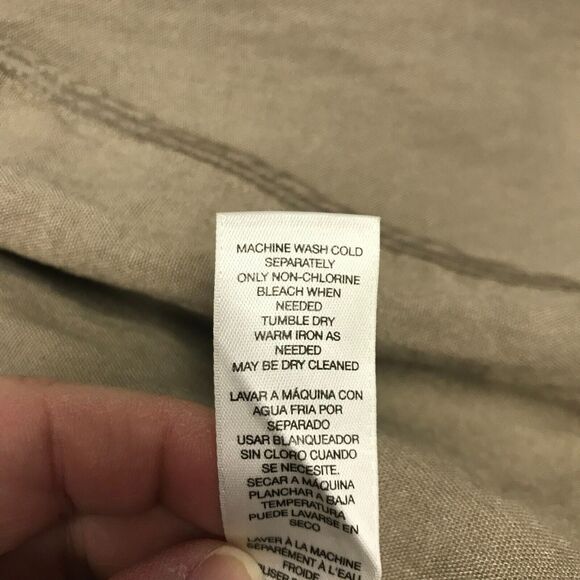 MACHINE WASH COLD
SEPARATELY
ONLY NON-CHLORINE
BLEACH WHEN
NEEDED
TUMBLE DRY
WARM IRON AS
NEEDED
MAY BE DRY CLEANED
LAVAR A MÁQUINA CON
AGUA FRIA POR
SEPARADO
USAR BLANQUEADOR
SIN CLORO CUANDO
SE NECESITE.
SECAR A MÁQUINA
PLANCHAR A BAJA
TEMPERATURA
PUEDE LAVARSE EN
SECO
LAVER À LA MACHINE
SÉPARÉMENT À L'EAU
FROIDE